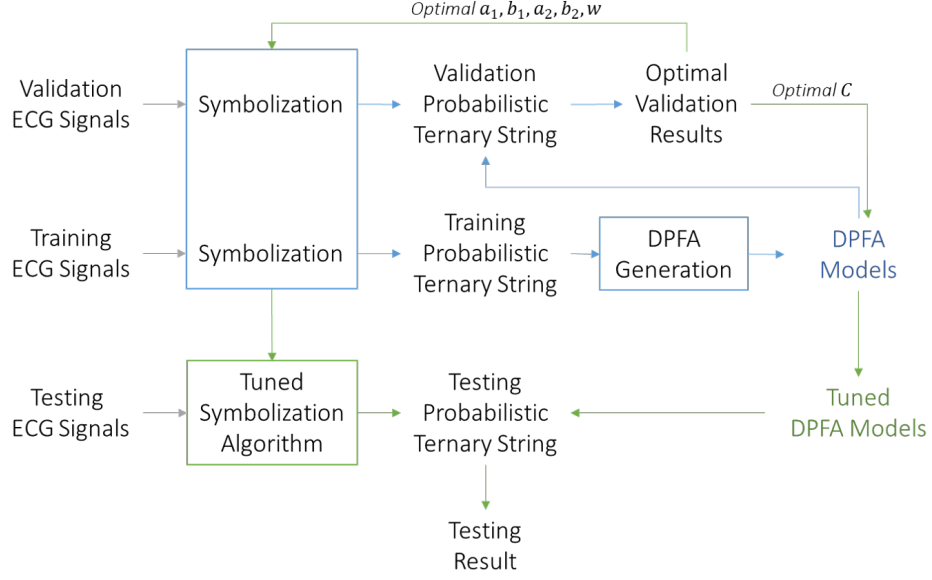 Optimal a₁, b₁, a₂, b₂, w
Validation
ECG Signals
Symbolization
Validation
Probabilistic
Ternary String
Optimal
Validation
Results
Optimal C
Training
ECG Signals
Symbolization
Training
Probabilistic
Ternary String
DPFA
Generation
DPFA
Models
Testing
ECG Signals
Tuned
Symbolization
Algorithm
Testing
Probabilistic
Ternary String
Tuned
DPFA Models
Testing
Result